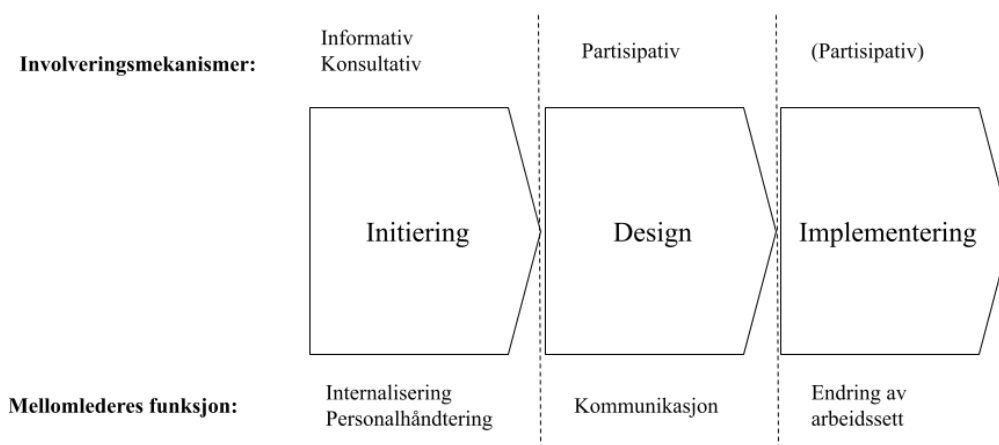 Involveringsmekanismer:
Informativ
Konsultativ
Partisipativ
(Partisipativ)
Initiering
Design
Implementering
Mellomlederes funksjon:
Internalisering
Personalhåndtering
Kommunikasjon
Endring av
arbeidssett